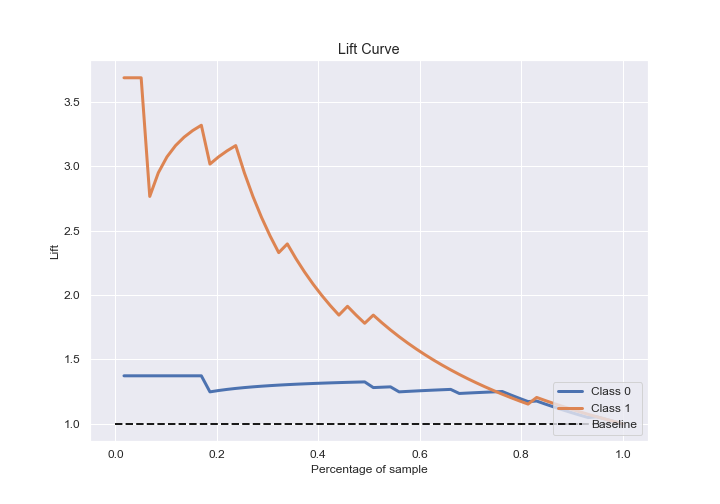 Lift Curve
3.5
3.0
2.5
2.0
1.5
1.0
Lift
0.0 0.2 0.4 0.6 0.8 1.0
Percentage of sample
Class 0
Class 1
Baseline